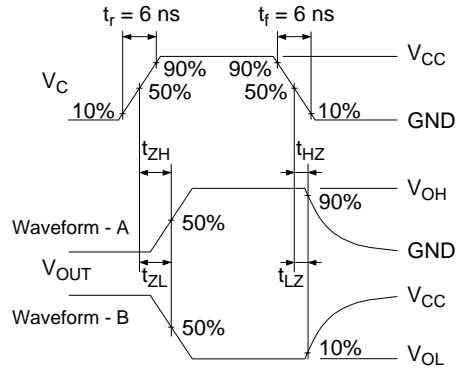 tr = 6 ns
tf = 6 ns
VC
90%
90%
VCC
50%
50%
10%
10%
GND
tZH
tHZ
VOH
90%
50%
Waveform - A
GND
VOUT
tZL
tLZ
VCC
Waveform - B
50%
10%
VOL